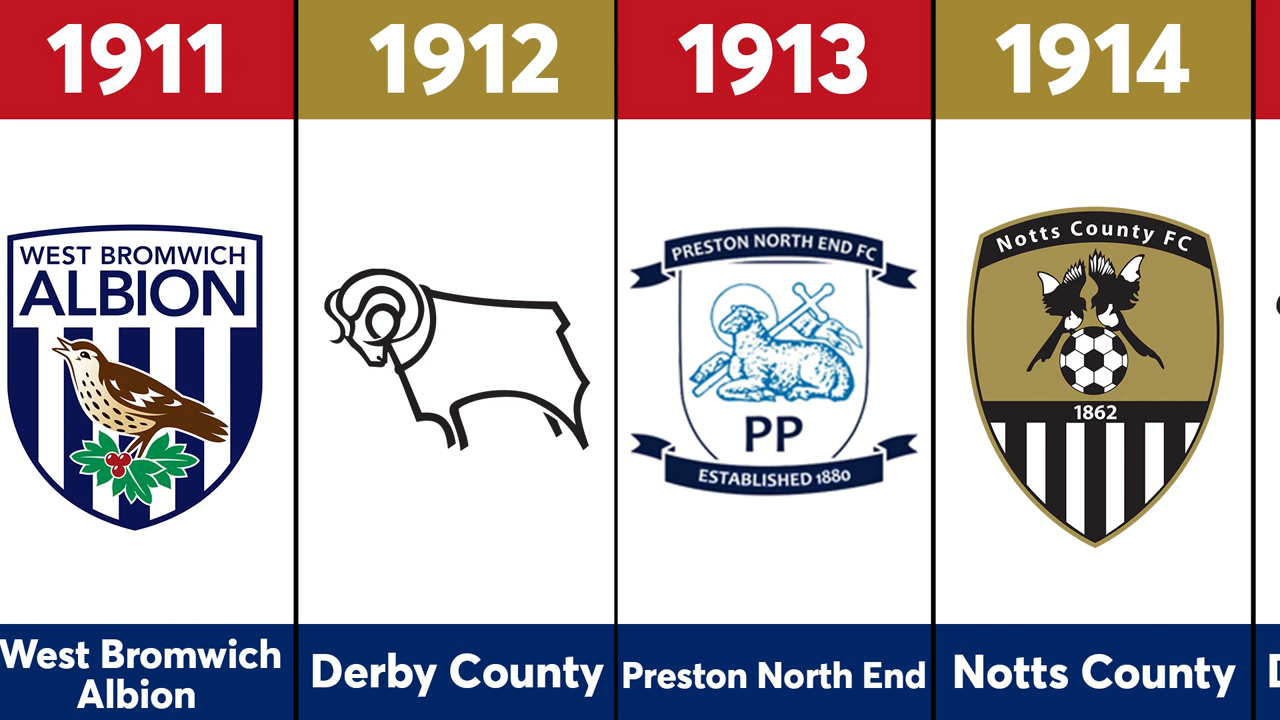 1911
1912
1913
1914
WEST BROMWICH
ALBION
PRESTON NORTH END FC
PP
ESTABLISHED 1880
Notts County FC
1862
West Bromwich
Albion
Derby County
Preston North End
Notts County